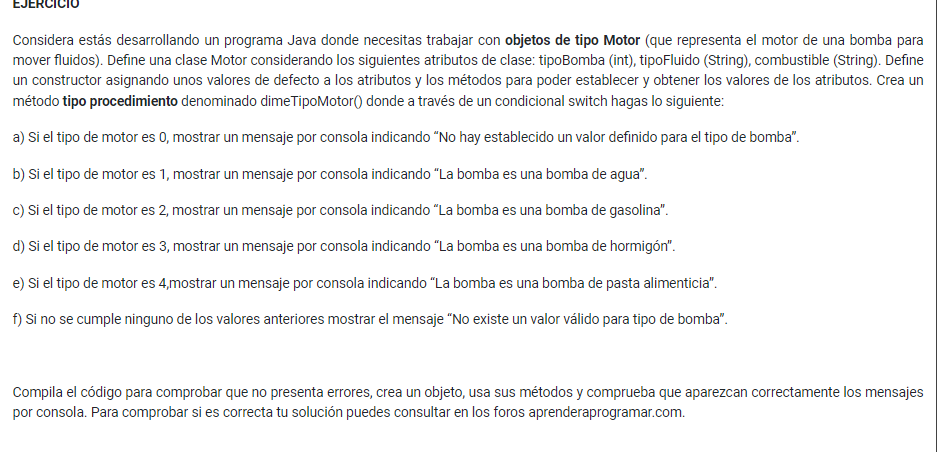 EJERCICIO
Considera estás desarrollando un programa Java donde necesitas trabajar con objetos de tipo Motor (que representa el motor de una bomba para
mover fluidos). Define una clase Motor considerando los siguientes atributos de clase: tipoBomba (int), tipoFluido (String), combustible (String). Define
un constructor asignando unos valores de defecto a los atributos y los métodos para poder establecer y obtener los valores de los atributos. Crea un
método tipo procedimiento denominado dimeTipoMotor() donde a través de un condicional switch hagas lo siguiente:
a) Si el tipo de motor es 0, mostrar un mensaje por consola indicando “No hay establecido un valor definido para el tipo de bomba”.
b) Si el tipo de motor es 1, mostrar un mensaje por consola indicando “La bomba es una bomba de agua”.
c) Si el tipo de motor es 2, mostrar un mensaje por consola indicando “La bomba es una bomba de gasolina”.
d) Si el tipo de motor es 3, mostrar un mensaje por consola indicando “La bomba es una bomba de hormigón”.
e) Si el tipo de motor es 4,mostrar un mensaje por consola indicando “La bomba es una bomba de pasta alimenticia”.
f) Si no se cumple ninguno de los valores anteriores mostrar el mensaje “No existe un valor válido para tipo de bomba”.
Compila el código para comprobar que no presenta errores, crea un objeto, usa sus métodos y comprueba que aparezcan correctamente los mensajes
por consola. Para comprobar si es correcta tu solución puedes consultar en los foros aprenderaprogramar.com.